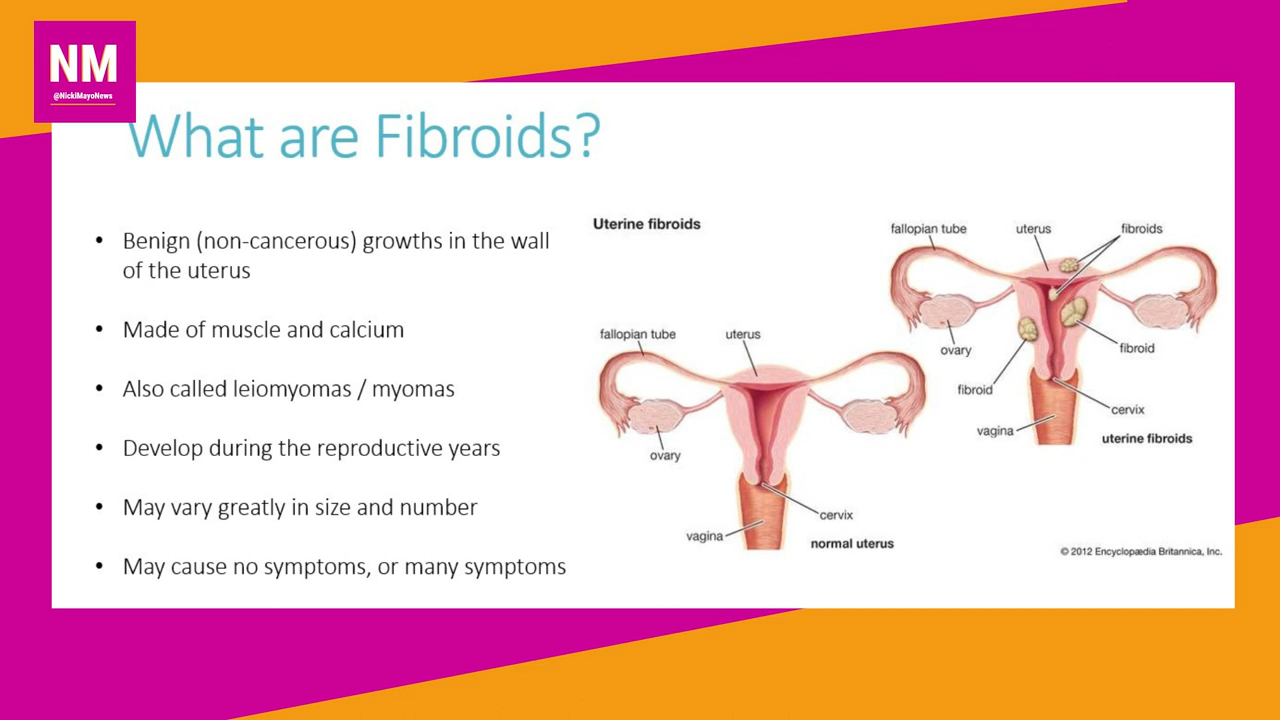 NM
@NickiMayoNews
What are Fibroids?
• Benign (non-cancerous) growths in the wall
of the uterus
• Made of muscle and calcium
• Also called leiomyomas / myomas
• Develop during the reproductive years
• May vary greatly in size and number
• May cause no symptoms, or many symptoms
Uterine fibroids
fallopian tube
uterus
ovary
cervix
vagina
normal uterus
fallopian tube
uterus
fibroids
ovary
fibroid
fibroid
cervix
vagina
uterine fibroids
© 2012 Encyclopædia Britannica, Inc.